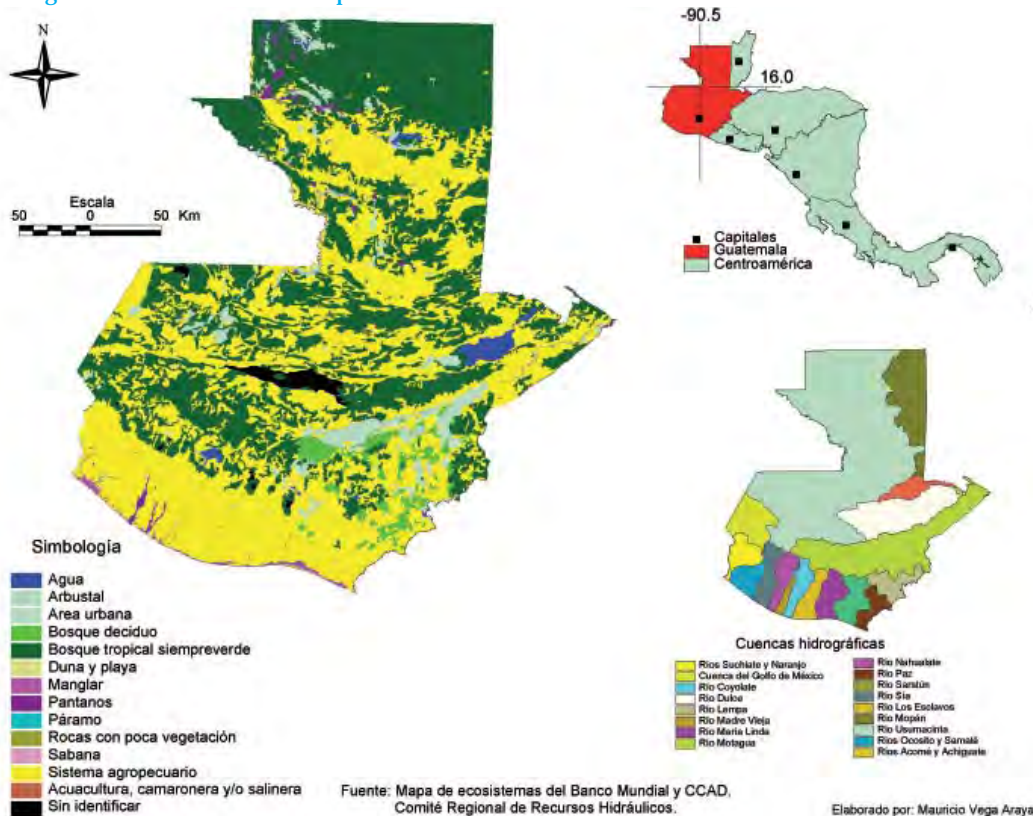 N
Escala
50 0 50 Km
-90.5
16.0
Capitales
Guatemala
Centroamérica
Simbología
Agua
Arbustal
Area urbana
Bosque deciduo
Bosque tropical siempreverde
Duna y playa
Manglar
Pantanos
Páramo
Rocas con poca vegetación
Sabana
Sistema agropecuario
Acuacultura, camaronera y/o salinera
Sin identificar
Cuencas hidrográficas
Ríos Suchiate y Naranjo
Cuenca del Golfo de México
Río Coyolate
Río Dulce
Río Lempa
Río Madre Vieja
Río María Linda
Río Motagua
Río Nahualate
Río Paz
Río Sarstún
Río Sis
Río Los Esclavos
Río Mopán
Río Usumacinta
Ríos Ocosito y Samalá
Ríos Acomé y Achiguate
Fuente: Mapa de ecosistemas del Banco Mundial y CCAD.
Comité Regional de Recursos Hidráulicos.
Elaborado por: Mauricio Vega Araya